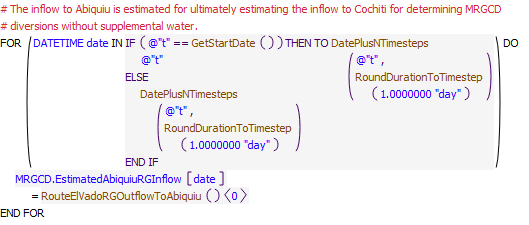 # The inflow to Abiquiu is estimated for ultimately estimating the inflow to Cochiti for determining MRGCD
# diversions without supplemental water.
FOR ( DATETIME date IN IF ( @"t" == GetStartDate ( ) ) THEN TO DatePlusNTimesteps ) DO
@"t" ( @"t" ,
ELSE RoundDurationToTimestep
DatePlusNTimesteps ( 1.0000000 "day" ) )
( @"t" ,
RoundDurationToTimestep
( 1.0000000 "day" ) )
END IF
MRGCD.EstimatedAbiquiuRGInflow [ date ]
= RouteElVadoRGOutflowToAbiquiu ( ) 〈 0 〉
END FOR